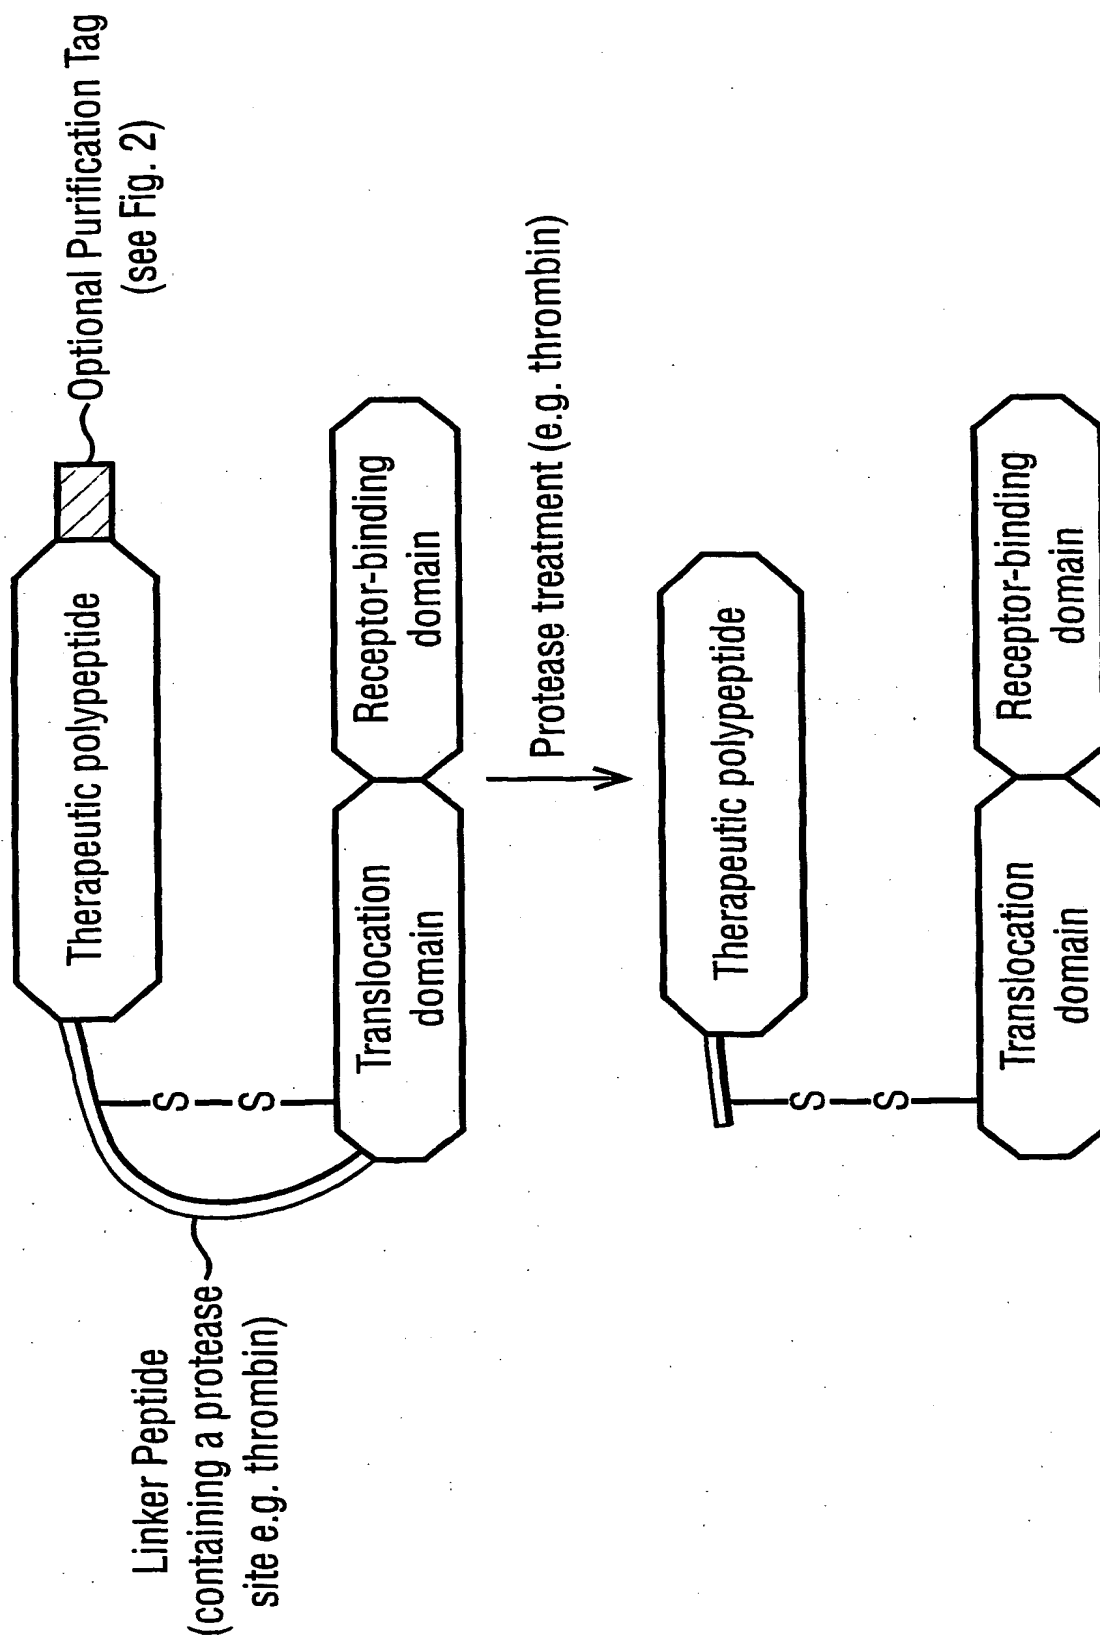 Linker Peptide
(containing a protease
site e.g. thrombin)
Therapeutic polypeptide
Optional Purification Tag
(see Fig. 2)
S
S
Translocation
domain
Receptor-binding
domain
Protease treatment (e.g. thrombin)
Therapeutic polypeptide
S
S
Translocation
domain
Receptor-binding
domain